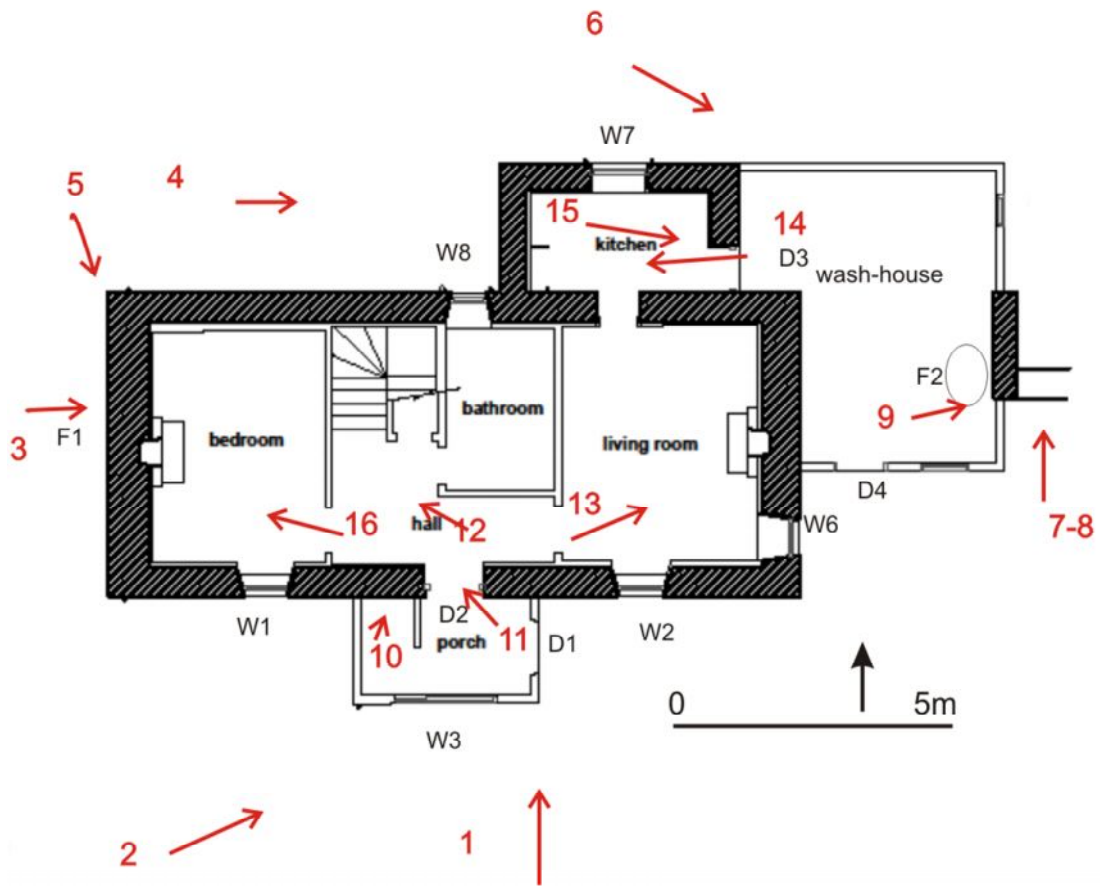 6
W7
5
4
15
14
kitchen
D3
W8
wash-house
F2
bathroom
3
F1
bedroom
living room
9
D4
16
hall
12
13
W6
7-8
W1
D2
10
porch
11
D1
W2
0
5m
W3
2
1